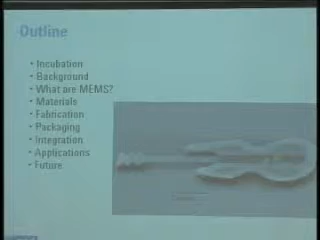 Outline
• Incubation
• Background
• What are MEMS?
• Materials
• Fabrication
• Packaging
• Integration
• Applications
• Future